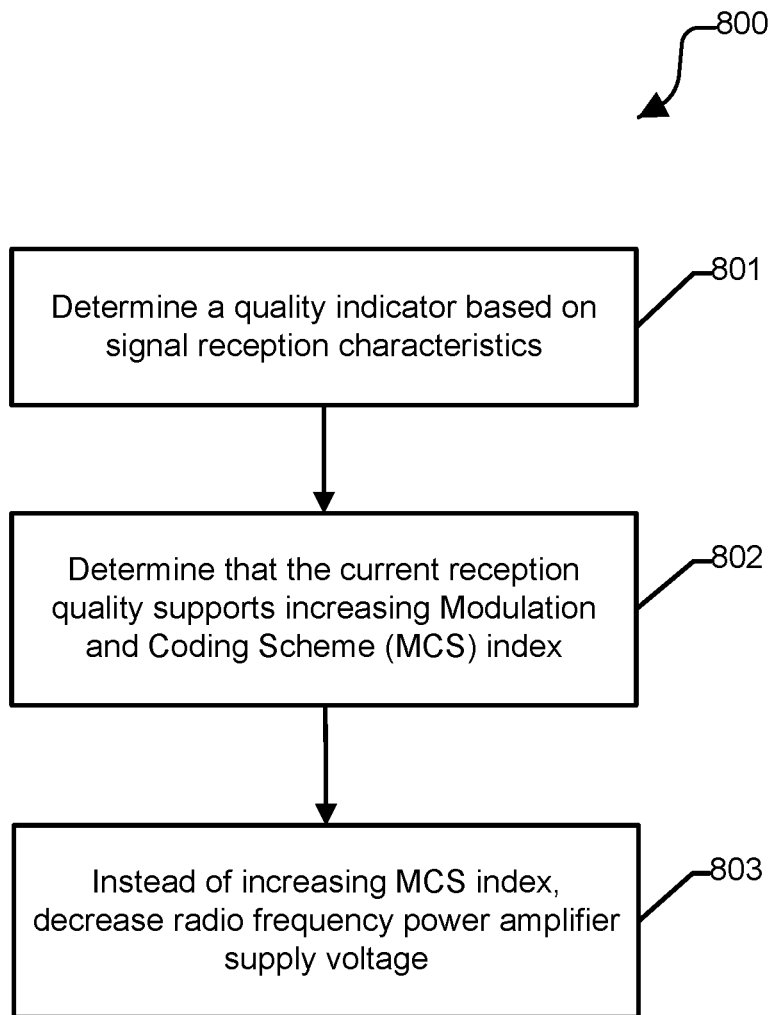 800
Determine a quality indicator based on
signal reception characteristics
801
Determine that the current reception
quality supports increasing Modulation
and Coding Scheme (MCS) index
802
Instead of increasing MCS index,
decrease radio frequency power amplifier
supply voltage
803